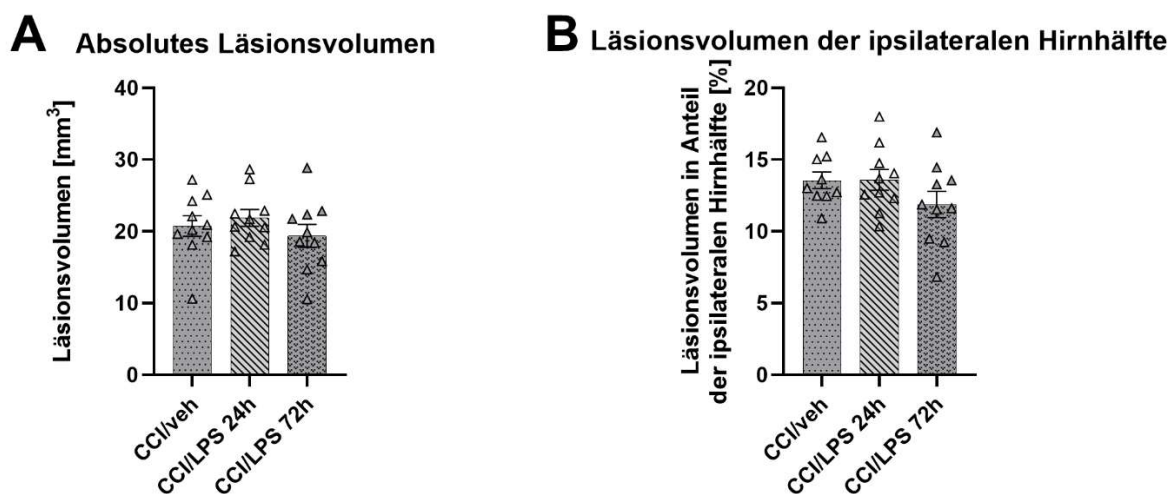 A Absolutes Läsionsvolumen
Läsionsvolumen [mm³]
40
30
20
10
0
CCI/veh
CCI/LPS 24h
CCI/LPS 72h
B Läsionsvolumen der ipsilateralen Hirnhälfte
Läsionsvolumen in Anteil
der ipsilateralen Hirnhälfte [%]
20
15
10
5
0
CCI/veh
CCI/LPS 24h
CCI/LPS 72h